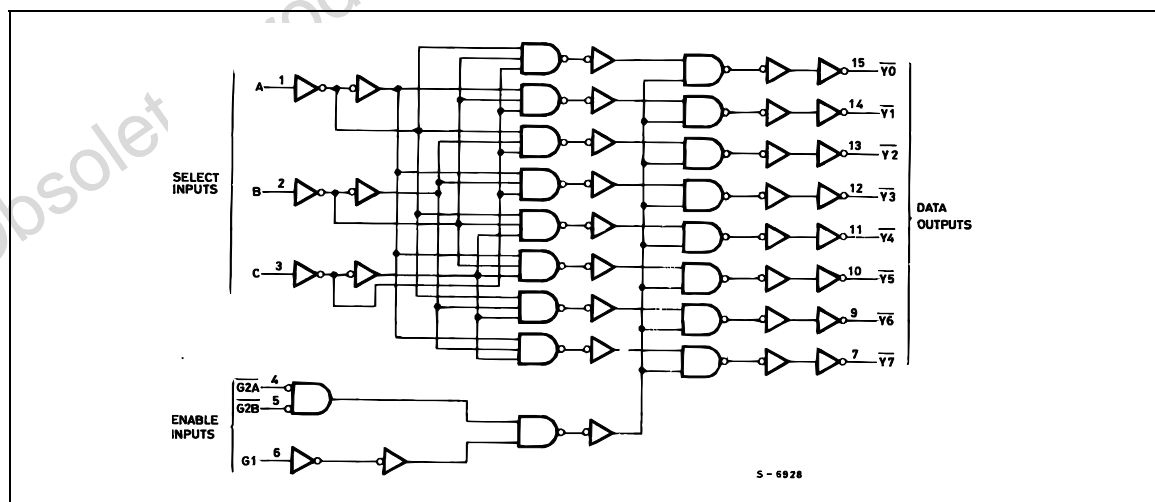 A 1
B 2
C 3
SELECT
INPUTS
G2A 4
G2B 5
G1 6
ENABLE
INPUTS
15 Y0
14 Y1
13 Y2
12 Y3
11 Y4
10 Y5
9 Y6
7 Y7
DATA
OUTPUTS
S - 6928